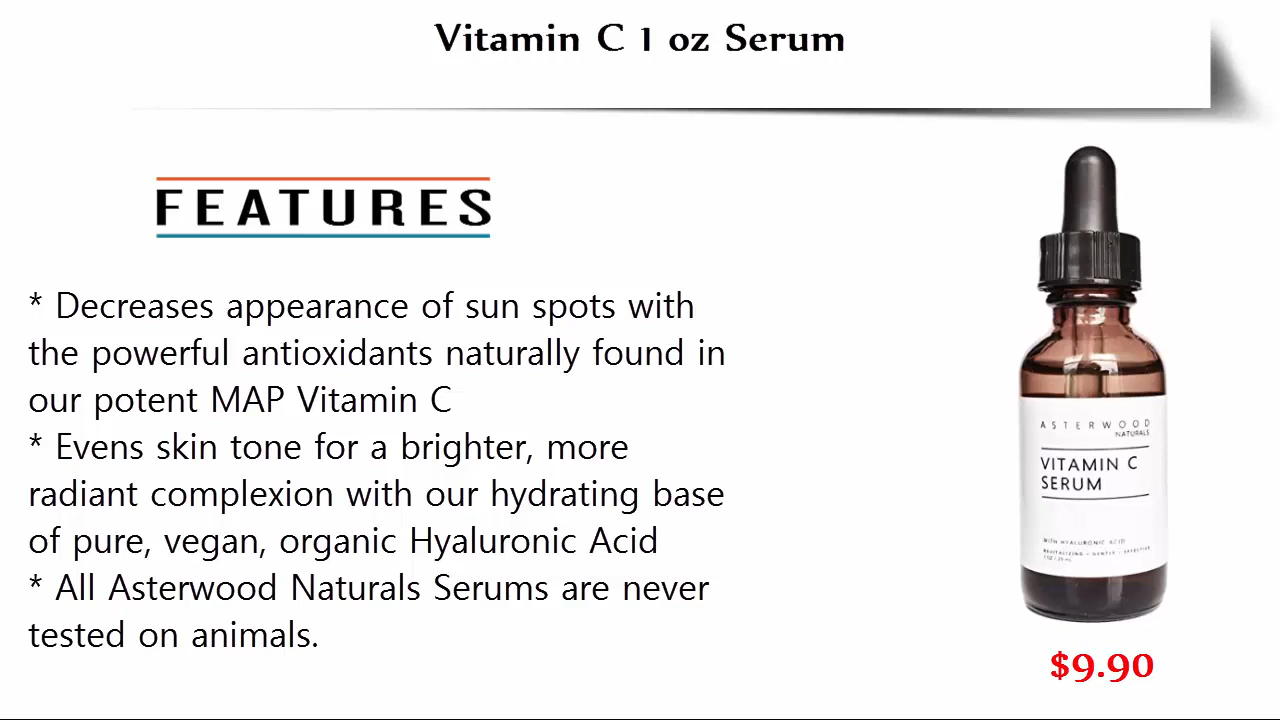 Vitamin C 1 oz Serum
FEATURES
* Decreases appearance of sun spots with
the powerful antioxidants naturally found in
our potent MAP Vitamin C
* Evens skin tone for a brighter, more
radiant complexion with our hydrating base
of pure, vegan, organic Hyaluronic Acid
* All Asterwood Naturals Serums are never
tested on animals.
ASTERWOOD
NATURALS
VITAMIN C
SERUM
WITH HYALURONIC ACID
REVITALIZING - GENTLE - EFFECTIVE
$9.90